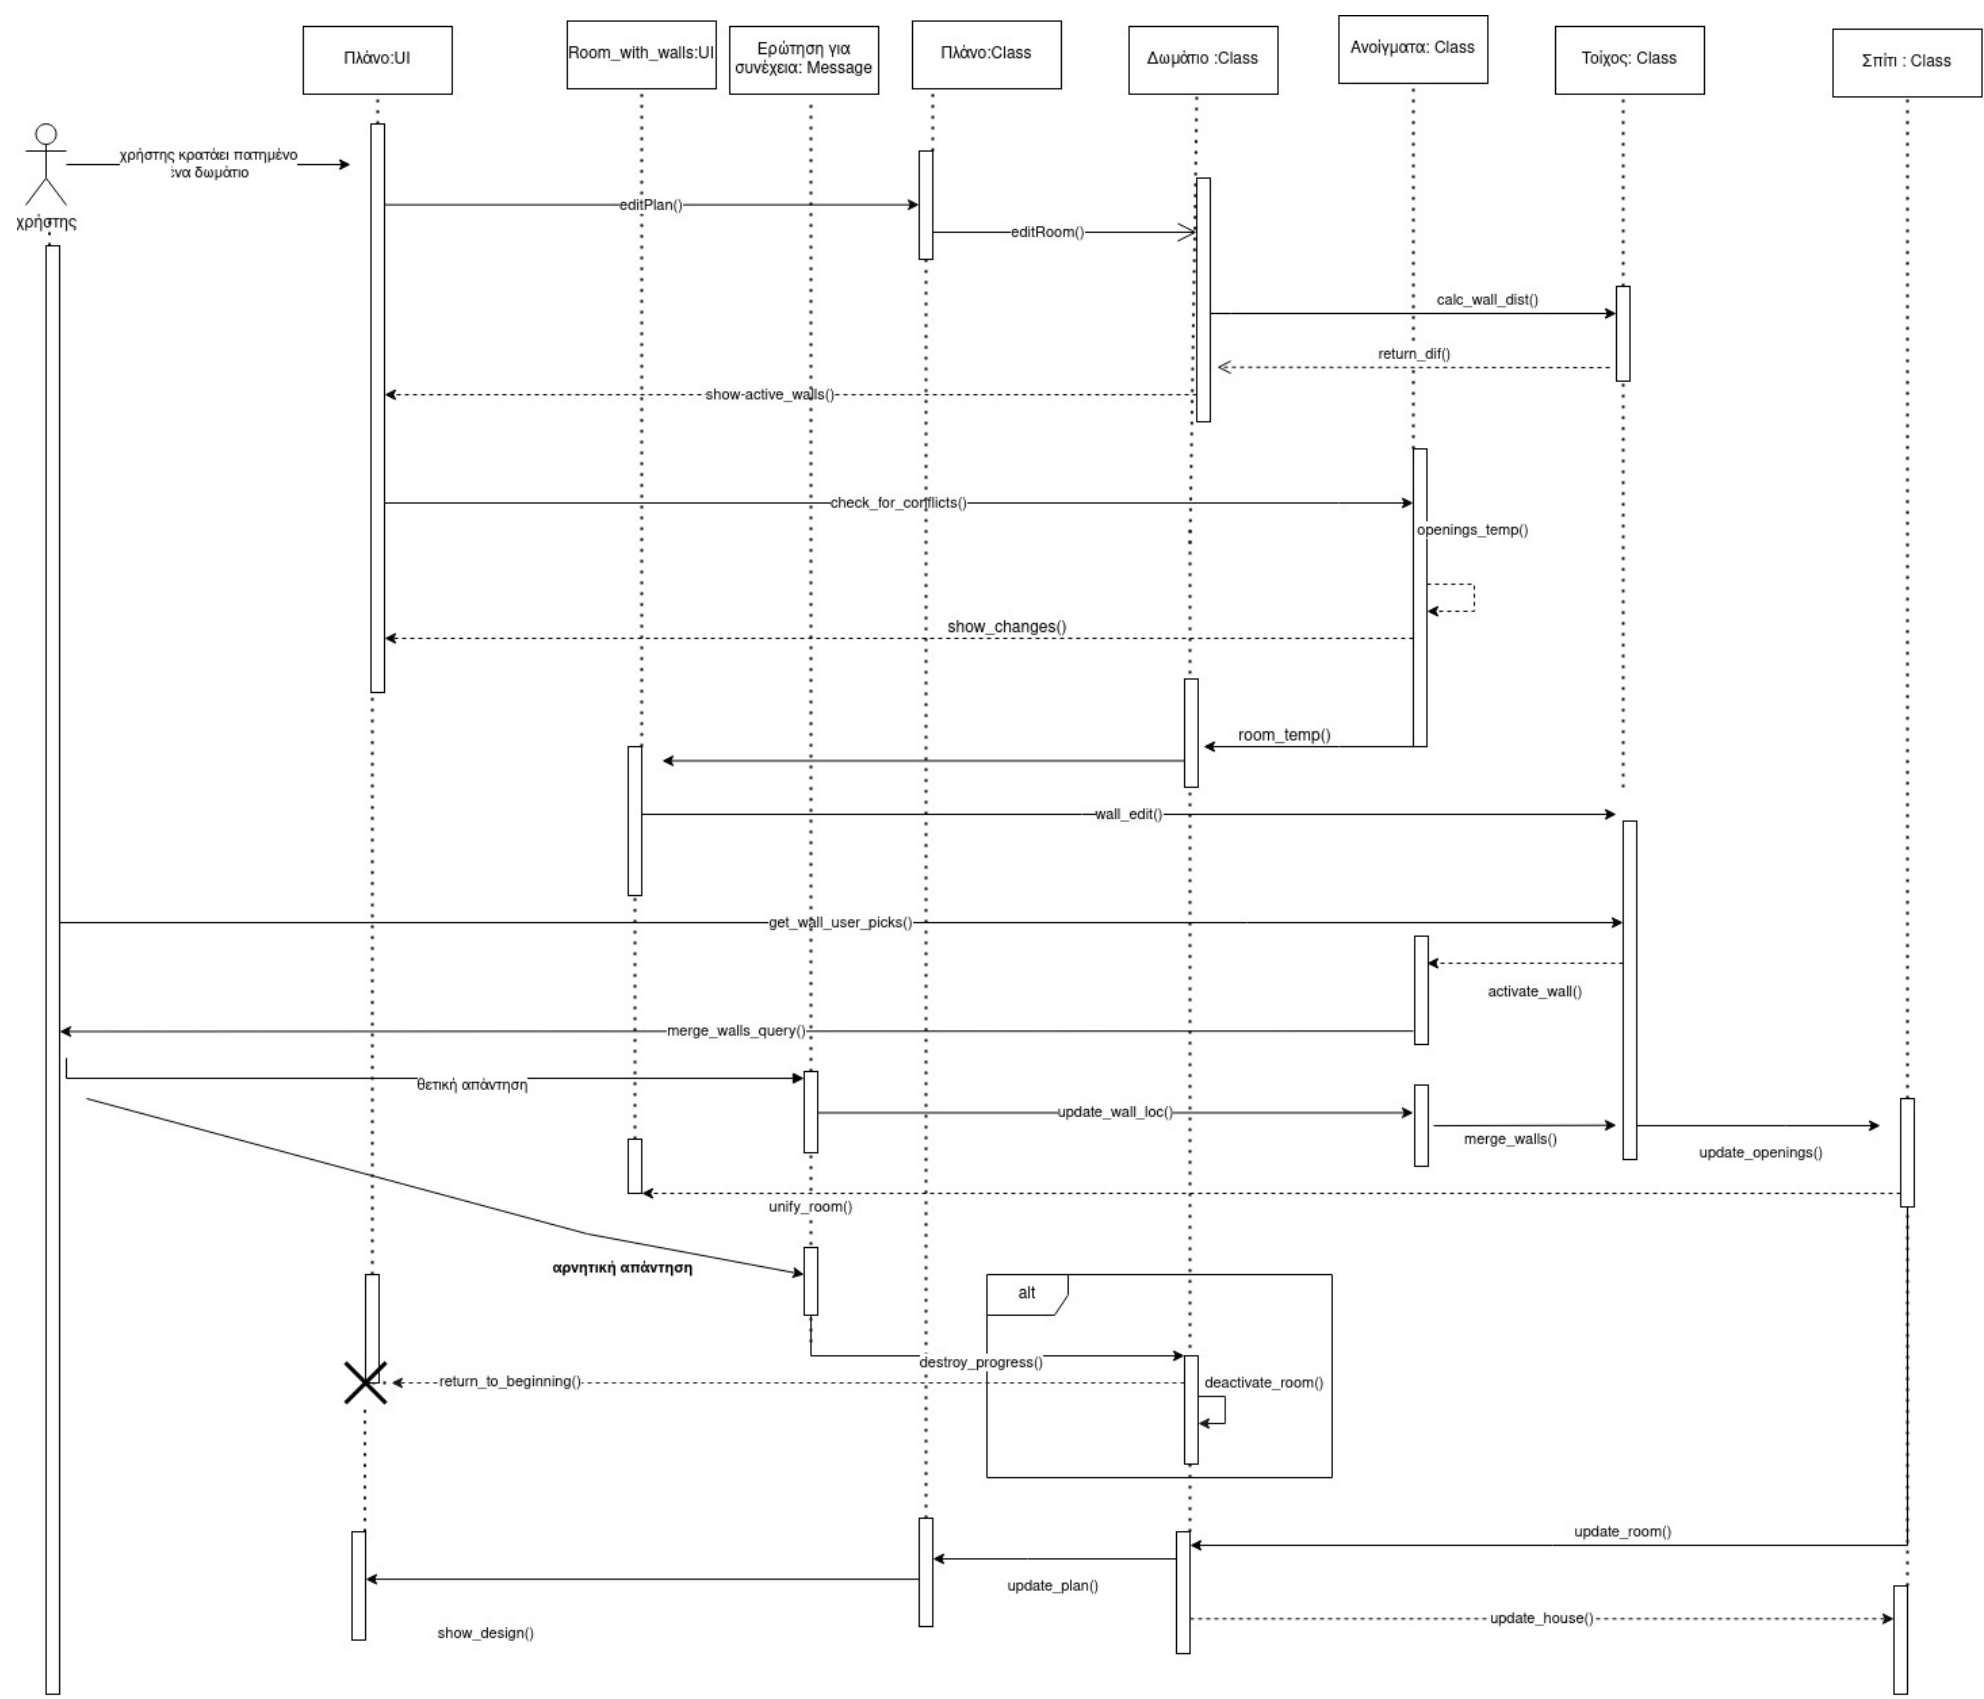 Πλάνο:UI
Room_with_walls:UI
Ερώτηση για
συνέχεια: Message
Πλάνο:Class
Δωμάτιο :Class
Ανοίγματα: Class
Τοίχος: Class
Σπίτι : Class
χρήστης κρατάει πατημένο
ένα δωμάτιο
χρήστης
editPlan()
editRoom()
calc_wall_dist()
return_dif()
show-active_walls()
check_for_conflicts()
openings_temp()
show_changes()
room_temp()
wall_edit()
get_wall_user_picks()
activate_wall()
merge_walls_query()
θετική απάντηση
update_wall_loc()
merge_walls()
update_openings()
unify_room()
αρνητική απάντηση
alt
destroy_progress()
return_to_beginning()
deactivate_room()
update_room()
update_plan()
update_house()
show_design()